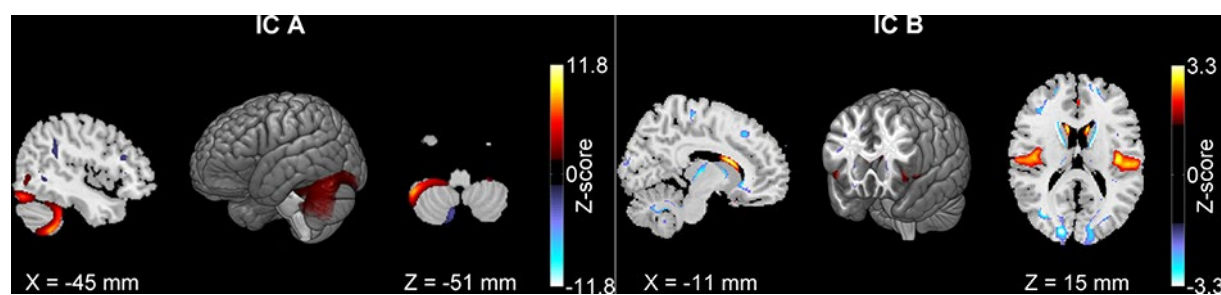 IC A
11.8
0
Z-score
-11.8
X = -45 mm
Z = -51 mm
IC B
3.3
0
Z-score
-3.3
X = -11 mm
Z = 15 mm